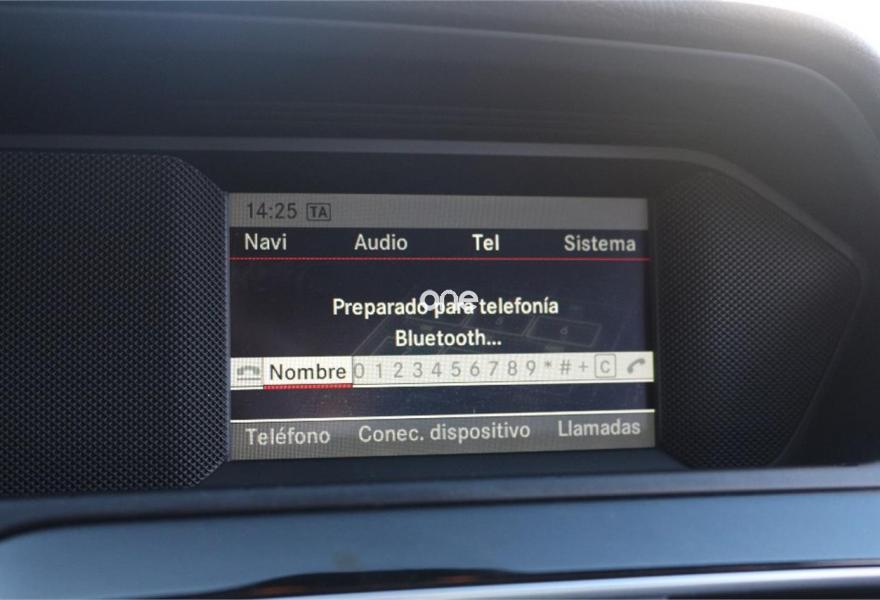 14:25 TA
Navi Audio Tel Sistema
Preparado para telefonía
one
Bluetooth...
Nombre 0 1 2 3 4 5 6 7 8 9 * # + C
Teléfono Conec. dispositivo Llamadas